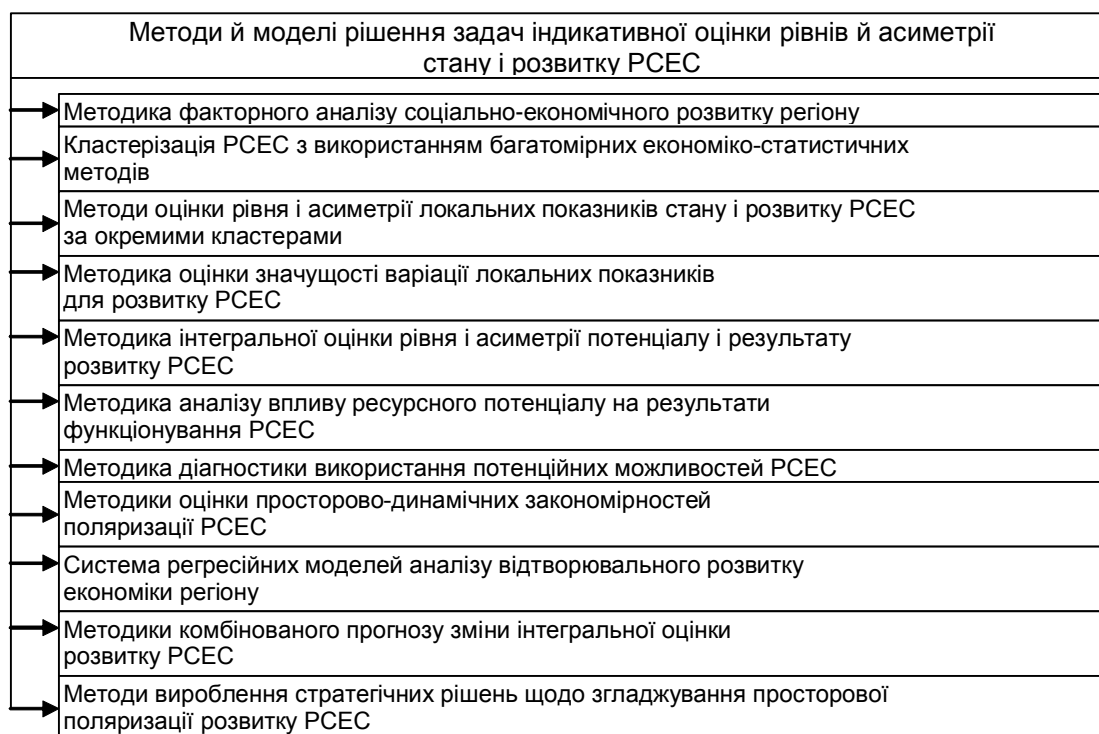 Методи й моделі рішення задач індикативної оцінки рівнів й асиметрії
стану і розвитку РСЕС
Методика факторного аналізу соціально-економічного розвитку регіону
Кластерізація РСЕС з використанням багатомірних економіко-статистичних
методів
Методи оцінки рівня і асиметрії локальних показників стану і розвитку РСЕС
за окремими кластерами
Методика оцінки значущості варіації локальних показників
для розвитку РСЕС
Методика інтегральної оцінки рівня і асиметрії потенціалу і результату
розвитку РСЕС
Методика аналізу впливу ресурсного потенціалу на результати
функціонування РСЕС
Методика діагностики використання потенційних можливостей РСЕС
Методики оцінки просторово-динамічних закономірностей
поляризації РСЕС
Система регресійних моделей аналізу відтворювального розвитку
економіки регіону
Методики комбінованого прогнозу зміни інтегральної оцінки
розвитку РСЕС
Методи вироблення стратегічних рішень щодо згладжування просторової
поляризації розвитку РСЕС